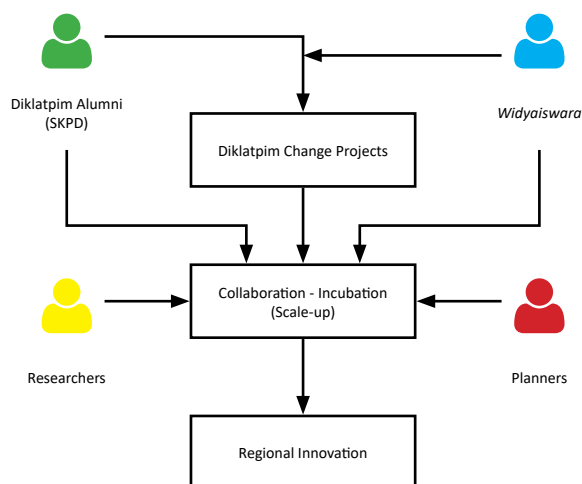 Diklatpim Alumni
(SKPD)
Widyaiswara
Diklatpim Change Projects
Collaboration - Incubation
(Scale-up)
Researchers
Planners
Regional Innovation